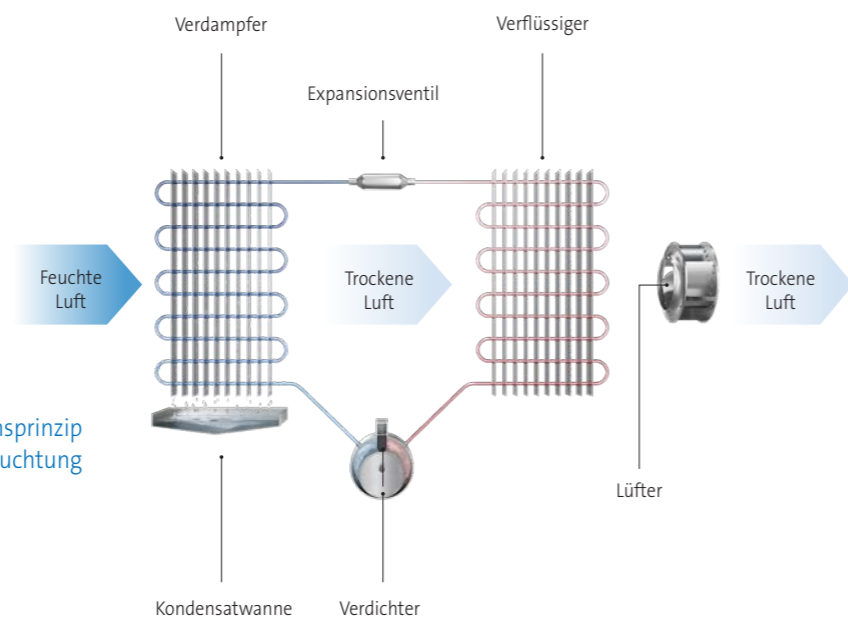 Verdampfer
Verflüssiger
Expansionsventil
Feuchte
Luft
Trockene
Luft
Trockene
Luft
nsprinzip
uchtung
Lüfter
Kondensatwanne
Verdichter